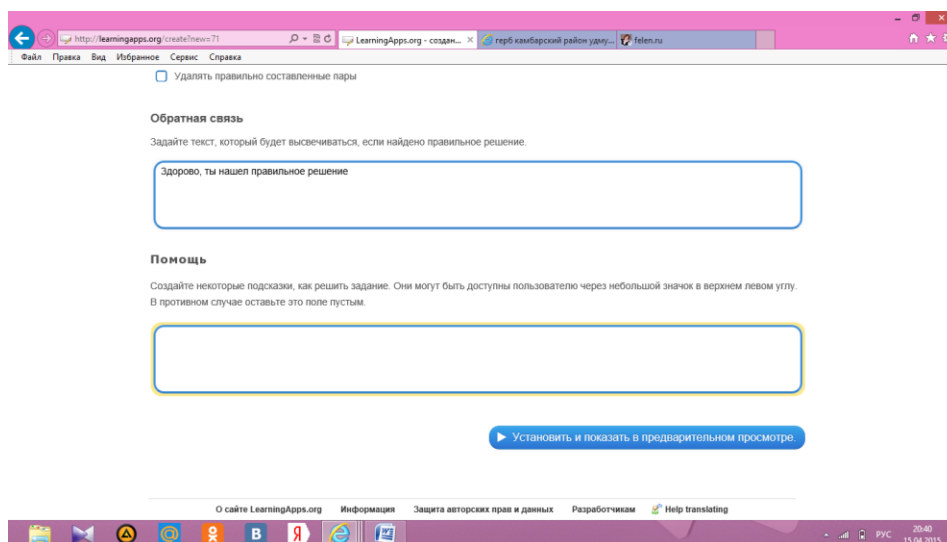 http://learningapps.org/create?new=71
LearningApps.org - создан...
герб камбарский район удму...
felen.ru
Файл Правка Вид Избранное Сервис Справка
Удалять правильно составленные пары
Обратная связь
Задайте текст, который будет высвечиваться, если найдено правильное решение.
Здорово, ты нашел правильное решение
Помощь
Создайте некоторые подсказки, как решить задание. Они могут быть доступны пользователю через небольшой значок в верхнем левом углу.
В противном случае оставьте это поле пустым.
Установить и показать в предварительном просмотре.
О сайте LearningApps.org Информация Защита авторских прав и данных Разработчикам Help translating
РУС
20:40
15.04.2015